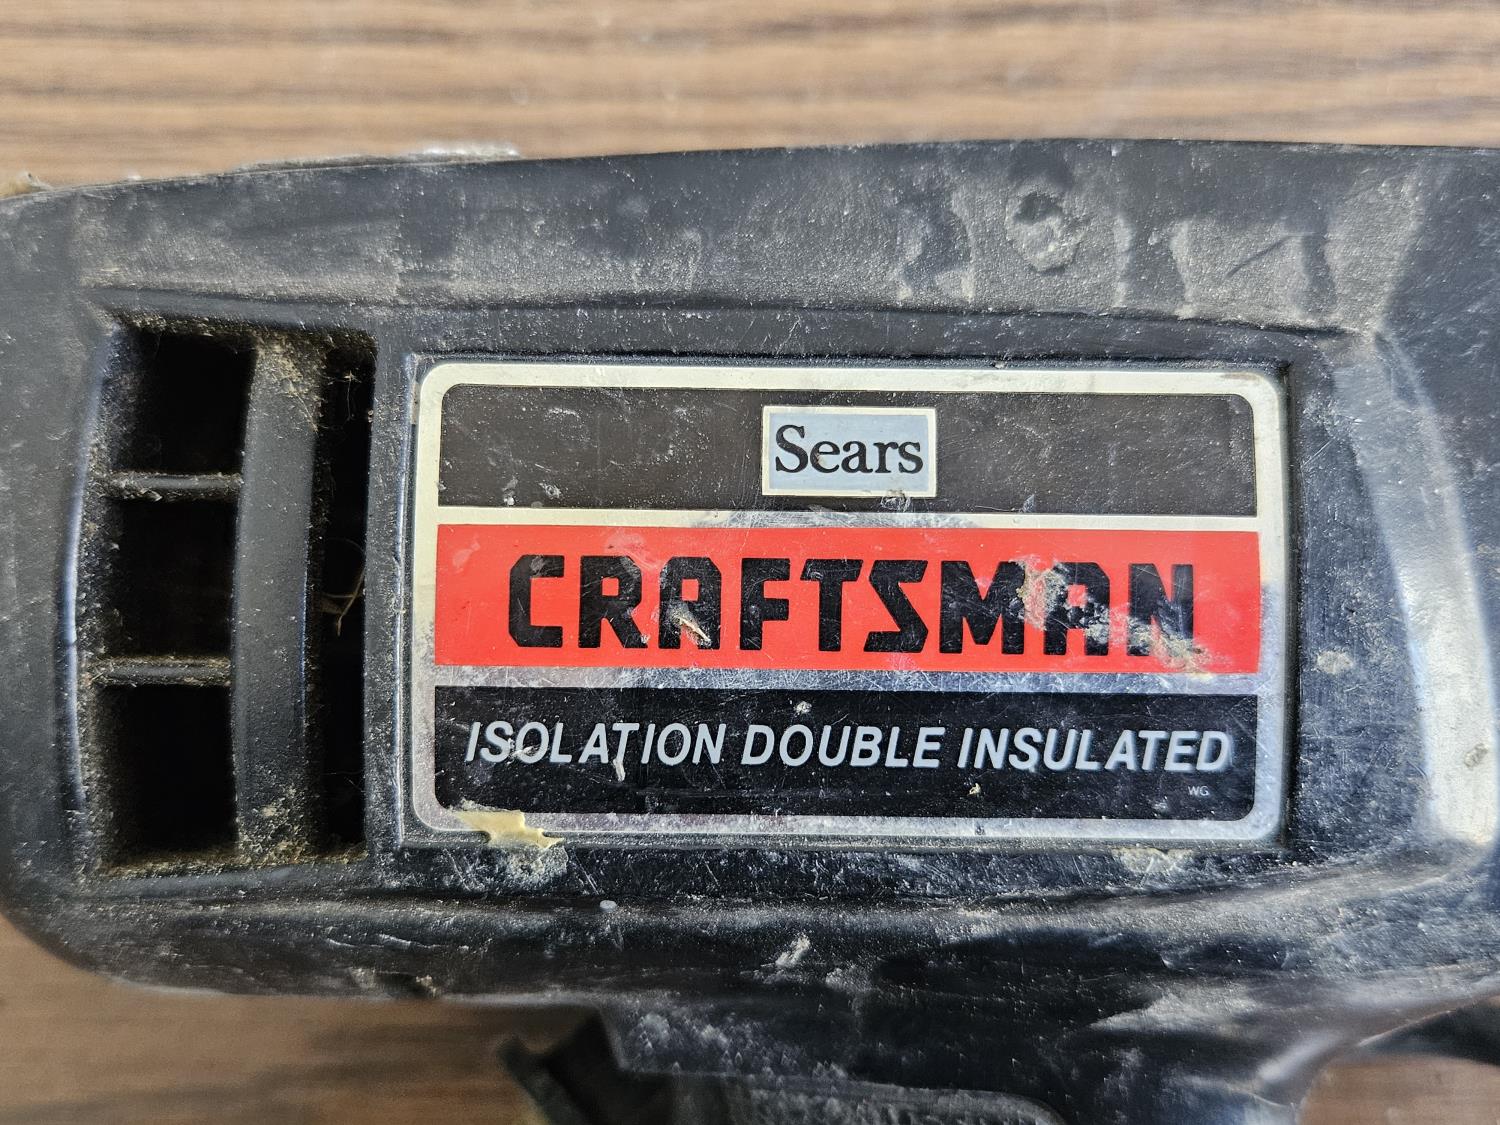 Sears
CRAFTSMAN
ISOLATION DOUBLE INSULATED
WG